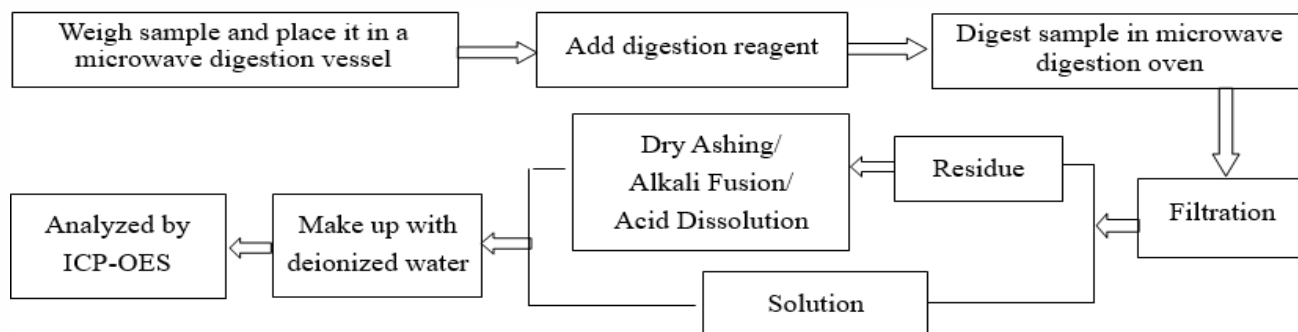 Weigh sample and place it in a
microwave digestion vessel
Add digestion reagent
Digest sample in microwave
digestion oven
Filtration
Residue
Dry Ashing/
Alkali Fusion/
Acid Dissolution
Solution
Make up with
deionized water
Analyzed by
ICP-OES